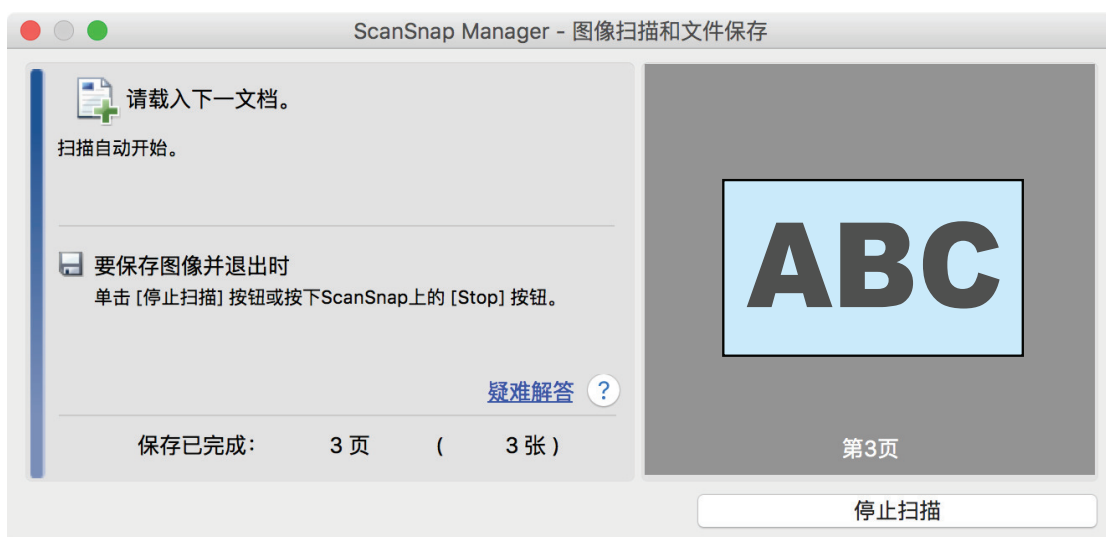 ScanSnap Manager - 图像扫描和文件保存
请载入下一文档。
扫描自动开始。
要保存图像并退出时
单击 [停止扫描] 按钮或按下ScanSnap上的 [Stop] 按钮。
疑难解答 ?
保存已完成: 3 页 ( 3 张 )
ABC
第3页
停止扫描